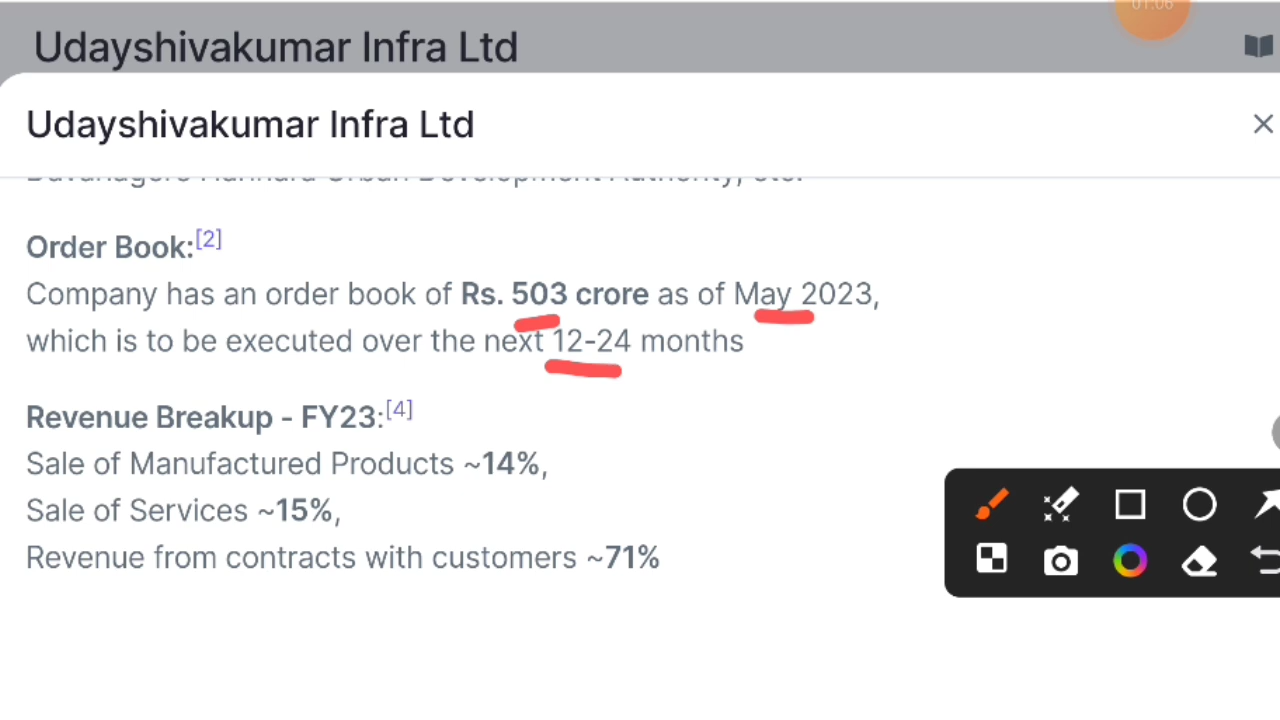 01:06
Udayshivakumar Infra Ltd
Udayshivakumar Infra Ltd
Order Book:[2]
Company has an order book of Rs. 503 crore as of May 2023,
which is to be executed over the next 12-24 months
Revenue Breakup - FY23:[4]
Sale of Manufactured Products ~14%,
Sale of Services ~15%,
Revenue from contracts with customers ~71%